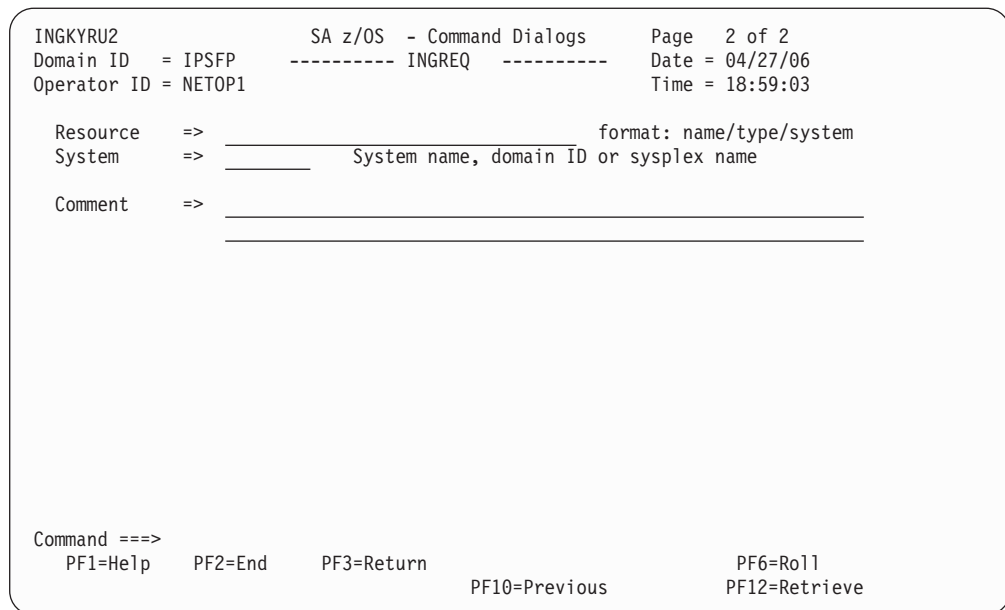 INGKYRU2 SA z/OS - Command Dialogs Page 2 of 2
Domain ID = IPSFP ---------- INGREQ ---------- Date = 04/27/06
Operator ID = NETOP1 Time = 18:59:03
Resource => format: name/type/system
System => System name, domain ID or sysplex name
Comment =>
Command ===>
PF1=Help PF2=End PF3=Return PF6=Roll
PF10=Previous PF12=Retrieve